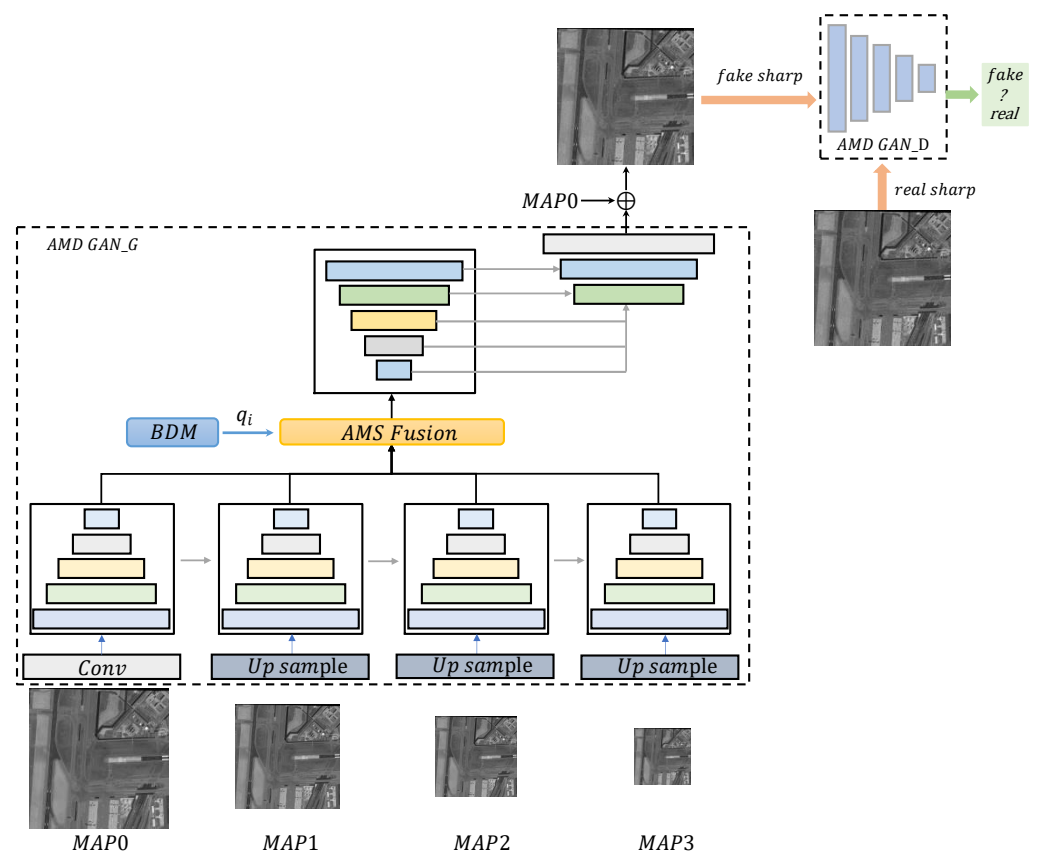 fake sharp
fake
?
real
AMD GAN_D
MAP0
real sharp
AMD GAN_G
BDM
q_i
AMS Fusion
Conv
Up sample
Up sample
Up sample
MAP0
MAP1
MAP2
MAP3